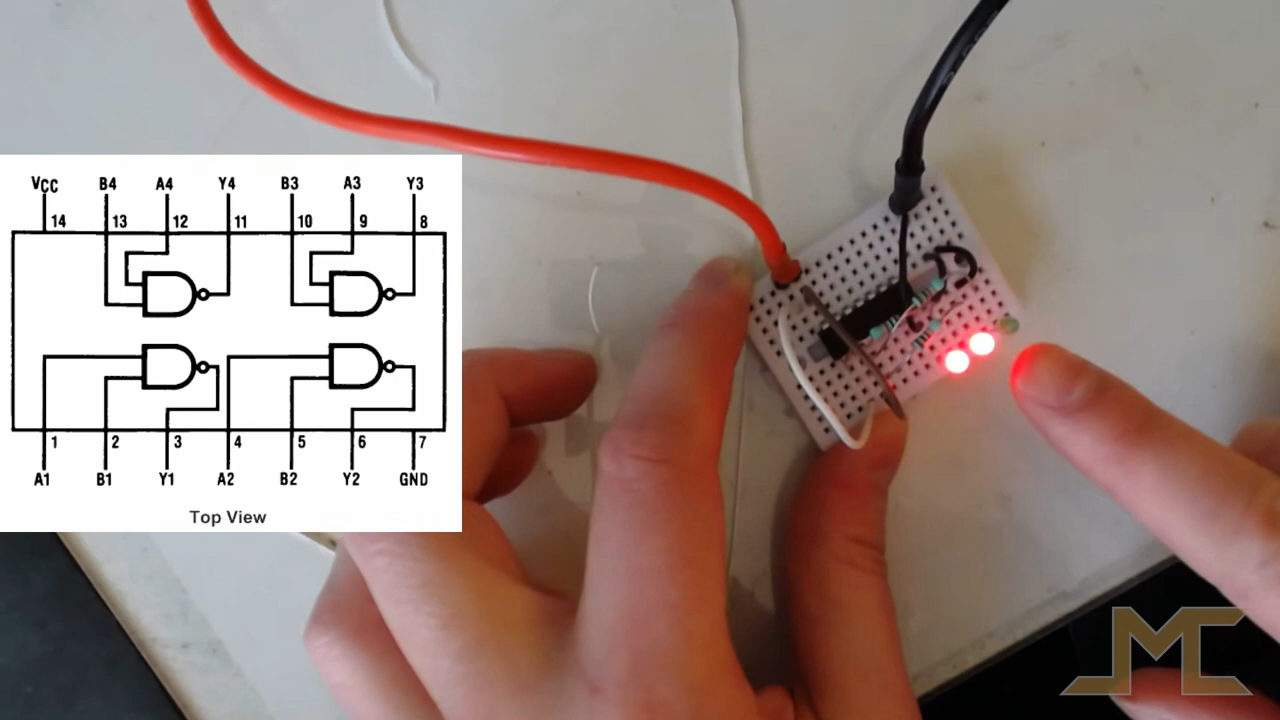 VCC B4 A4 Y4 B3 A3 Y3
14 13 12 11 10 9 8
1 2 3 4 5 6 7
A1 B1 Y1 A2 B2 Y2 GND
Top View
MC